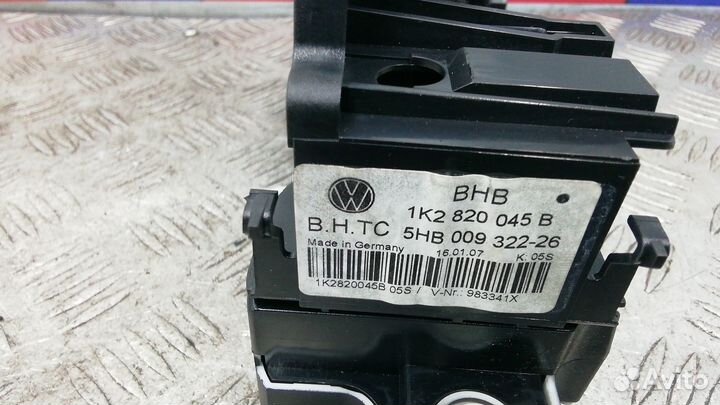 BHB
1K2 820 045 B
B.H.TC 5HB 009 322-26
Made in Germany 16.01.07 K: 05S
1K2820045B 05S / V-Nr.: 983341X
Avito